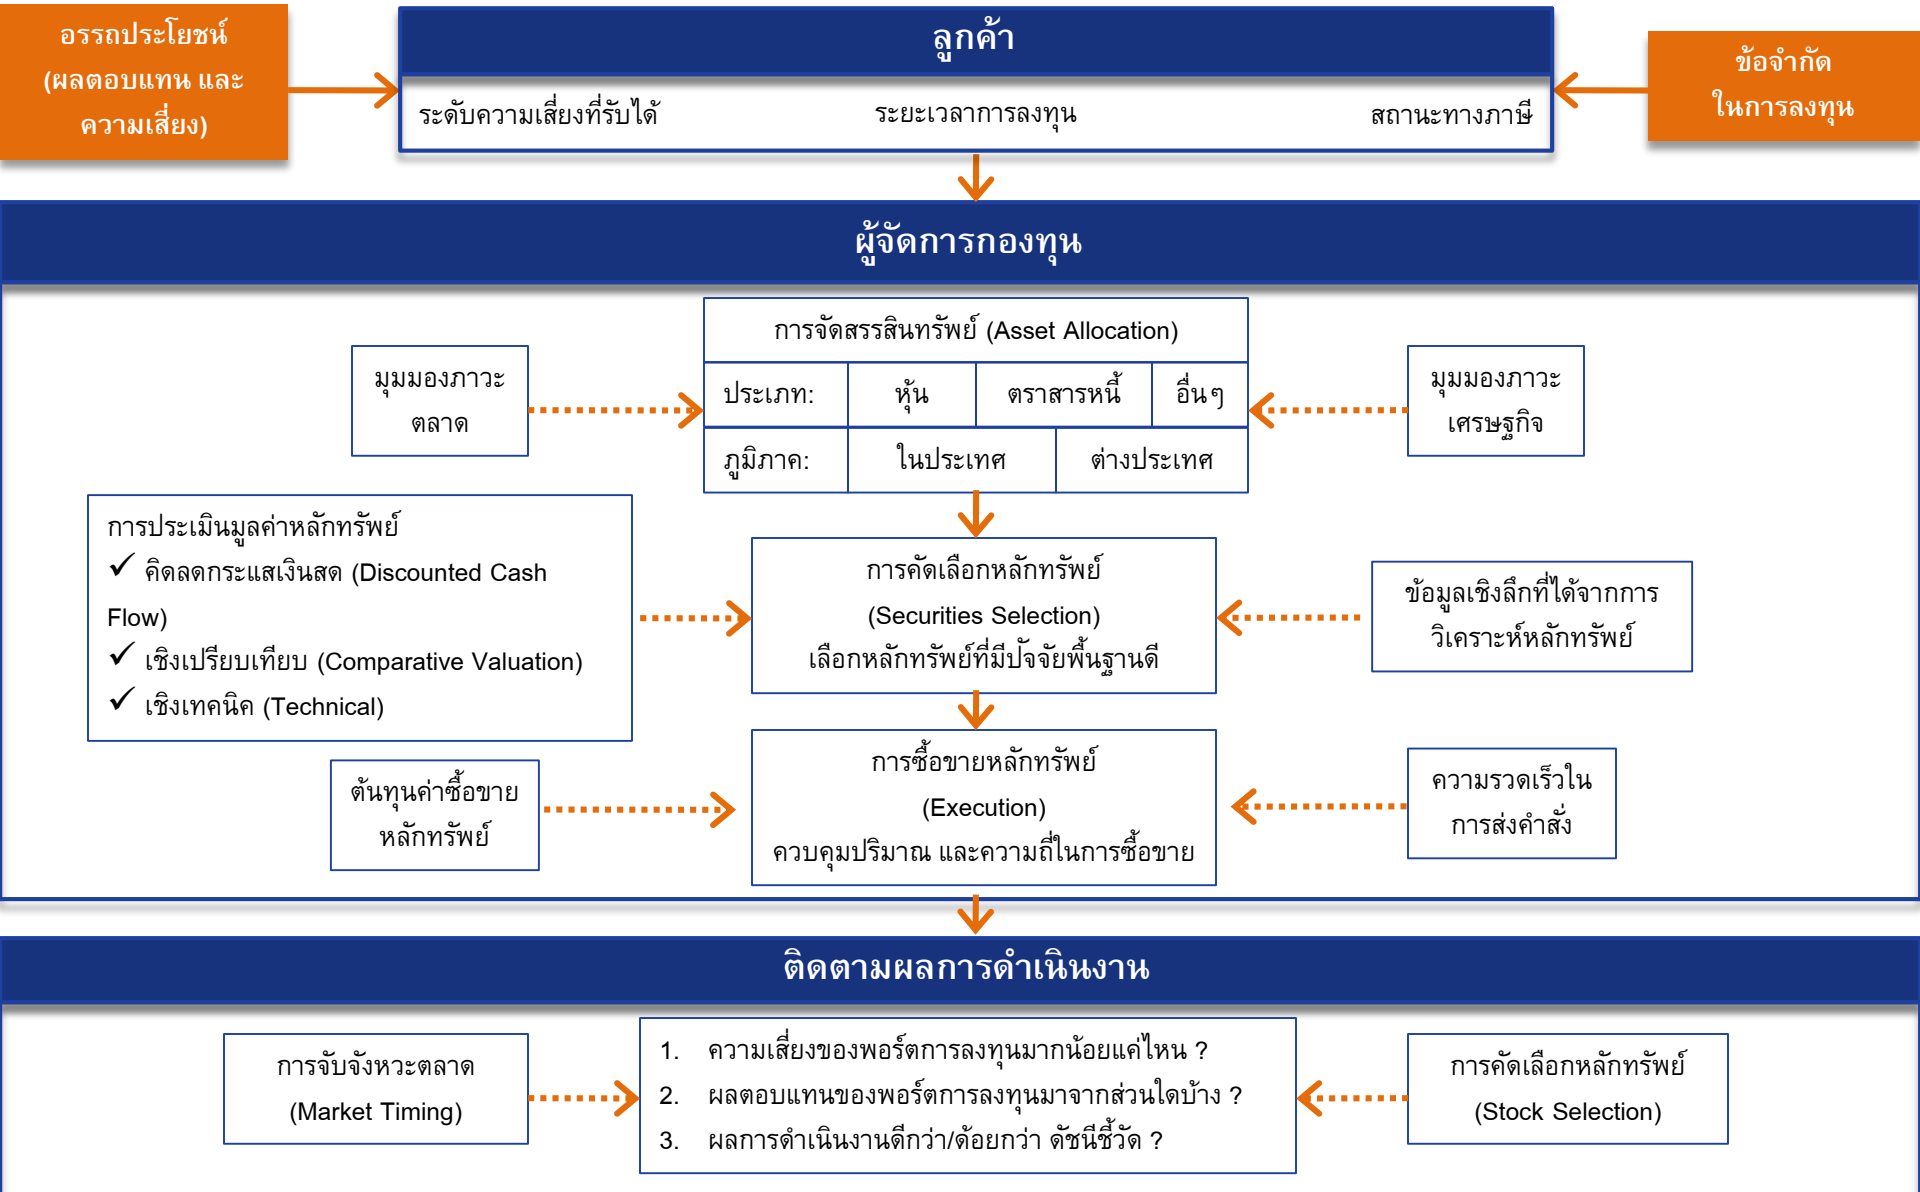 อรรถประโยชน์
(ผลตอบแทน และ
ความเสี่ยง)
ลูกค้า
ระดับความเสี่ยงที่รับได้
ระยะเวลาการลงทุน
สถานะทางภาษี
ข้อจำกัด
ในการลงทุน
ผู้จัดการกองทุน
การจัดสรรสินทรัพย์ (Asset Allocation)
ประเภท: หุ้น ตราสารหนี้ อื่นๆ
ภูมิภาค: ในประเทศ ต่างประเทศ
มุมมองภาวะ
ตลาด
มุมมองภาวะ
เศรษฐกิจ
การประเมินมูลค่าหลักทรัพย์
✓ คิดลดกระแสเงินสด (Discounted Cash
Flow)
✓ เชิงเปรียบเทียบ (Comparative Valuation)
✓ เชิงเทคนิค (Technical)
การคัดเลือกหลักทรัพย์
(Securities Selection)
เลือกหลักทรัพย์ที่มีปัจจัยพื้นฐานดี
ข้อมูลเชิงลึกที่ได้จากการ
วิเคราะห์หลักทรัพย์
ต้นทุนค่าซื้อขาย
หลักทรัพย์
การซื้อขายหลักทรัพย์
(Execution)
ควบคุมปริมาณ และความถี่ในการซื้อขาย
ความรวดเร็วใน
การส่งคำสั่ง
ติดตามผลการดำเนินงาน
การจับจังหวะตลาด
(Market Timing)
1. ความเสี่ยงของพอร์ตการลงทุนมากน้อยแค่ไหน ?
2. ผลตอบแทนของพอร์ตการลงทุนมาจากส่วนใดบ้าง ?
3. ผลการดำเนินงานดีกว่า/ด้อยกว่า ดัชนีชี้วัด ?
การคัดเลือกหลักทรัพย์
(Stock Selection)